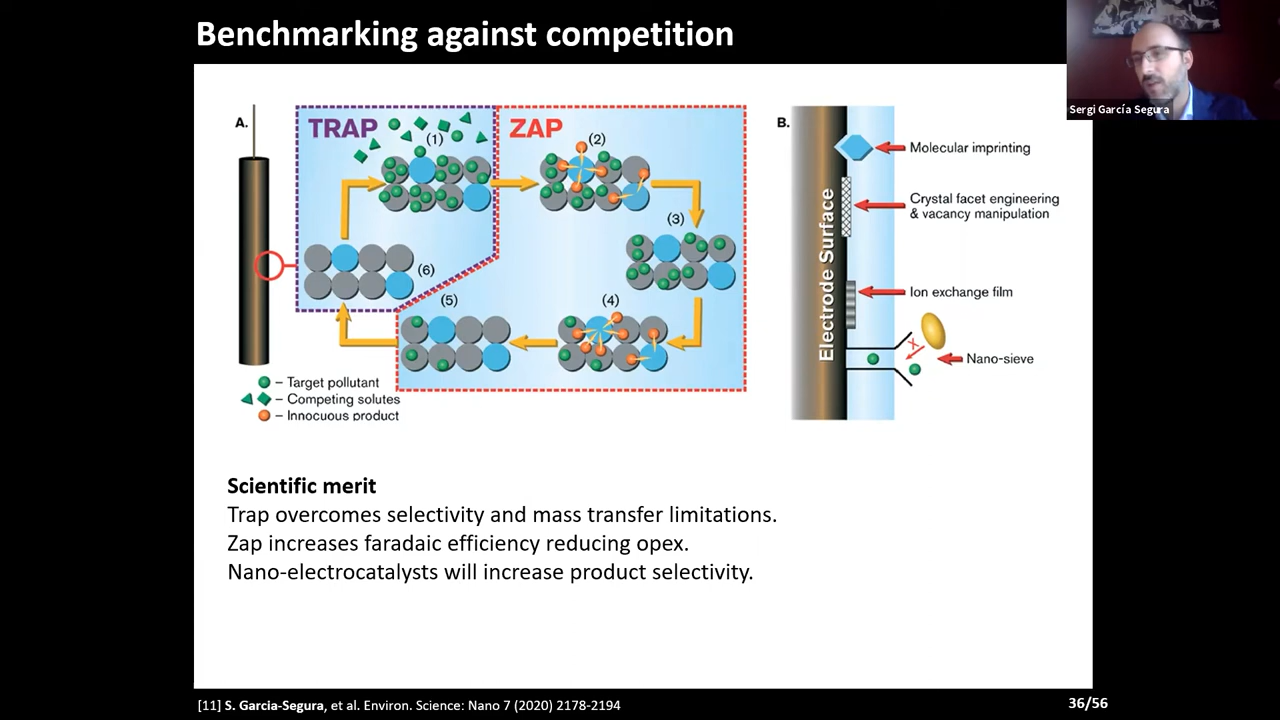 Benchmarking against competition
Sergi García Segura
A.
TRAP
ZAP
(1)
(2)
(3)
(4)
(5)
(6)
– Target pollutant
– Competing solutes
– Innocuous product
B.
Electrode Surface
Molecular imprinting
Crystal facet engineering
& vacancy manipulation
Ion exchange film
X
Nano-sieve
Scientific merit
Trap overcomes selectivity and mass transfer limitations.
Zap increases faradaic efficiency reducing opex.
Nano-electrocatalysts will increase product selectivity.
[11] S. Garcia-Segura, et al. Environ. Science: Nano 7 (2020) 2178-2194
36/56